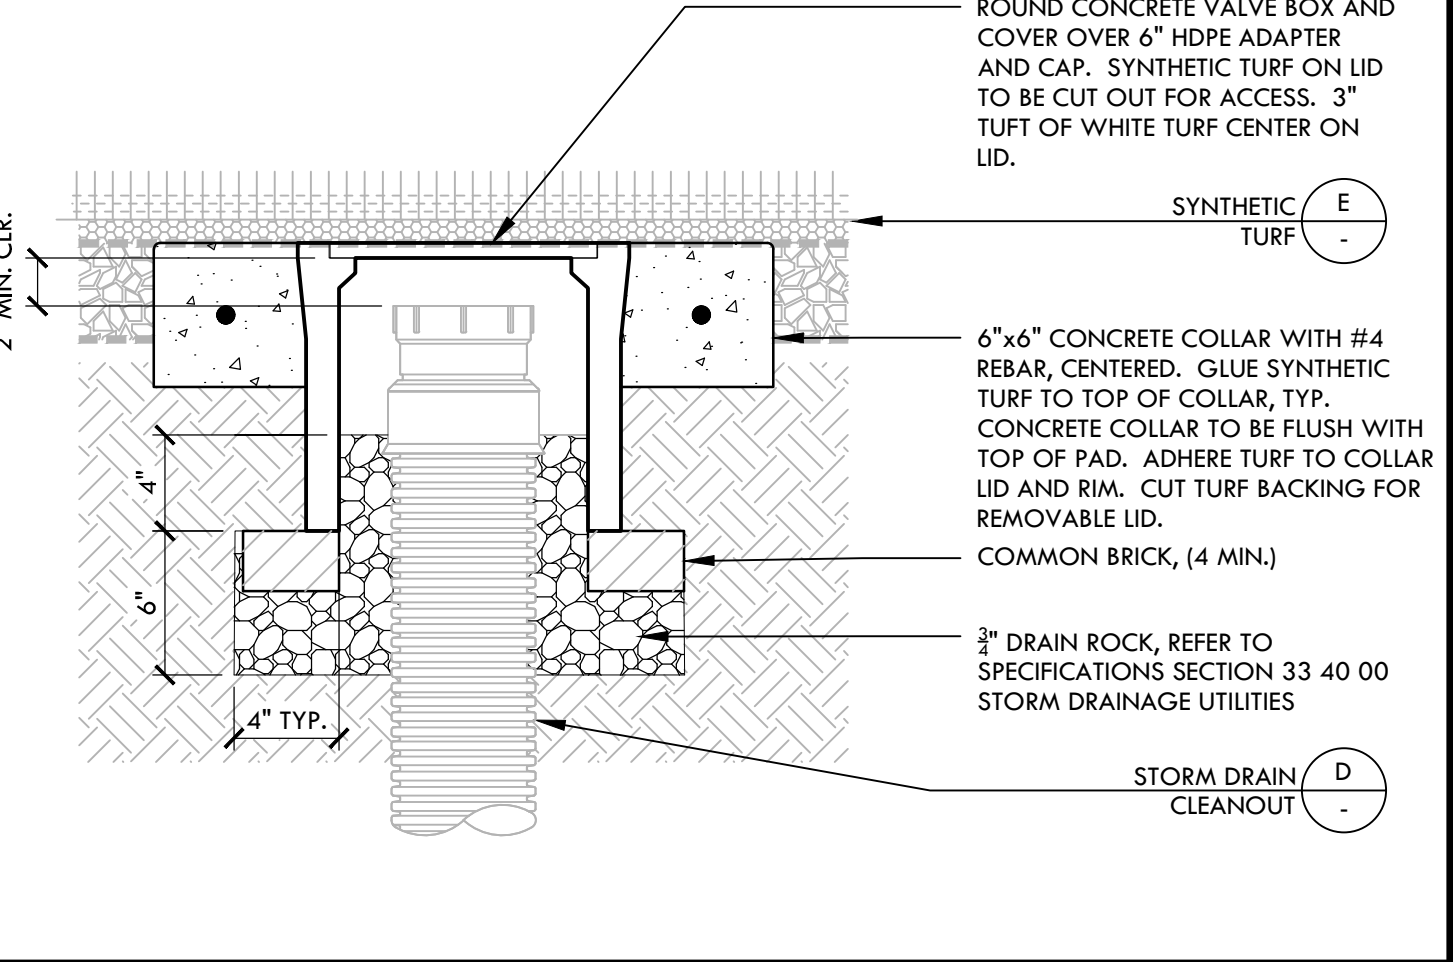 ROUND CONCRETE VALVE BOX AND
COVER OVER 6" HDPE ADAPTER
AND CAP. SYNTHETIC TURF ON LID
TO BE CUT OUT FOR ACCESS. 3"
TUFT OF WHITE TURF CENTER ON
LID.
SYNTHETIC
TURF
E
-
2" MIN. CLR.
6"x6" CONCRETE COLLAR WITH #4
REBAR, CENTERED. GLUE SYNTHETIC
TURF TO TOP OF COLLAR, TYP.
CONCRETE COLLAR TO BE FLUSH WITH
TOP OF PAD. ADHERE TURF TO COLLAR
LID AND RIM. CUT TURF BACKING FOR
REMOVABLE LID.
4"
COMMON BRICK, (4 MIN.)
6"
3/4" DRAIN ROCK, REFER TO
SPECIFICATIONS SECTION 33 40 00
STORM DRAINAGE UTILITIES
4" TYP.
STORM DRAIN
CLEANOUT
D
-